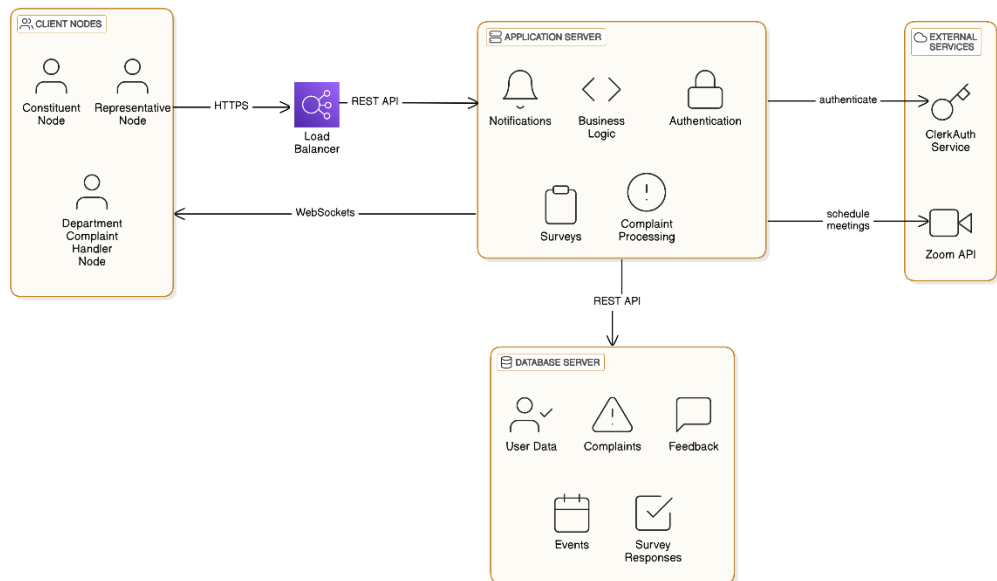 CLIENT NODES
Constituent
Node
Representative
Node
Department
Complaint
Handler
Node
HTTPS
Load
Balancer
REST API
WebSockets
APPLICATION SERVER
Notifications
Business
Logic
Authentication
Surveys
Complaint
Processing
authenticate
schedule
meetings
EXTERNAL
SERVICES
ClerkAuth
Service
Zoom API
REST API
DATABASE SERVER
User Data
Complaints
Feedback
Events
Survey
Responses